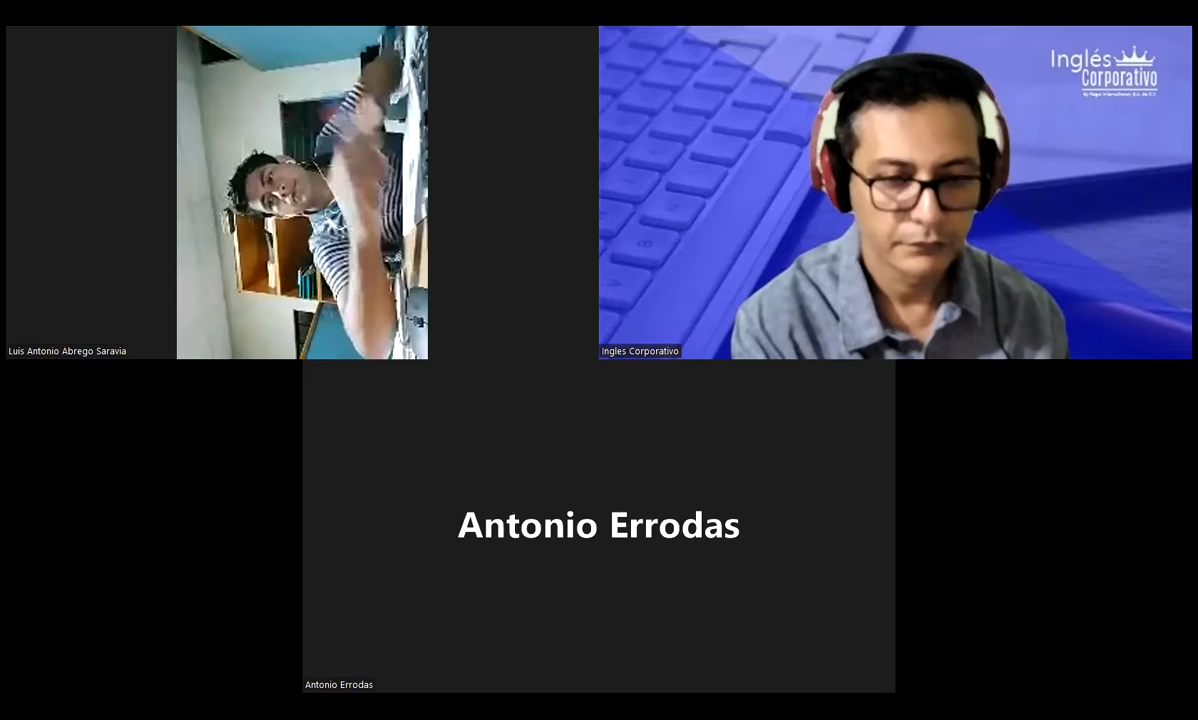 Inglés
Corporativo
Luis Antonio Abrego Saravia
Ingles Corporativo
Antonio Errodas
Antonio Errodas